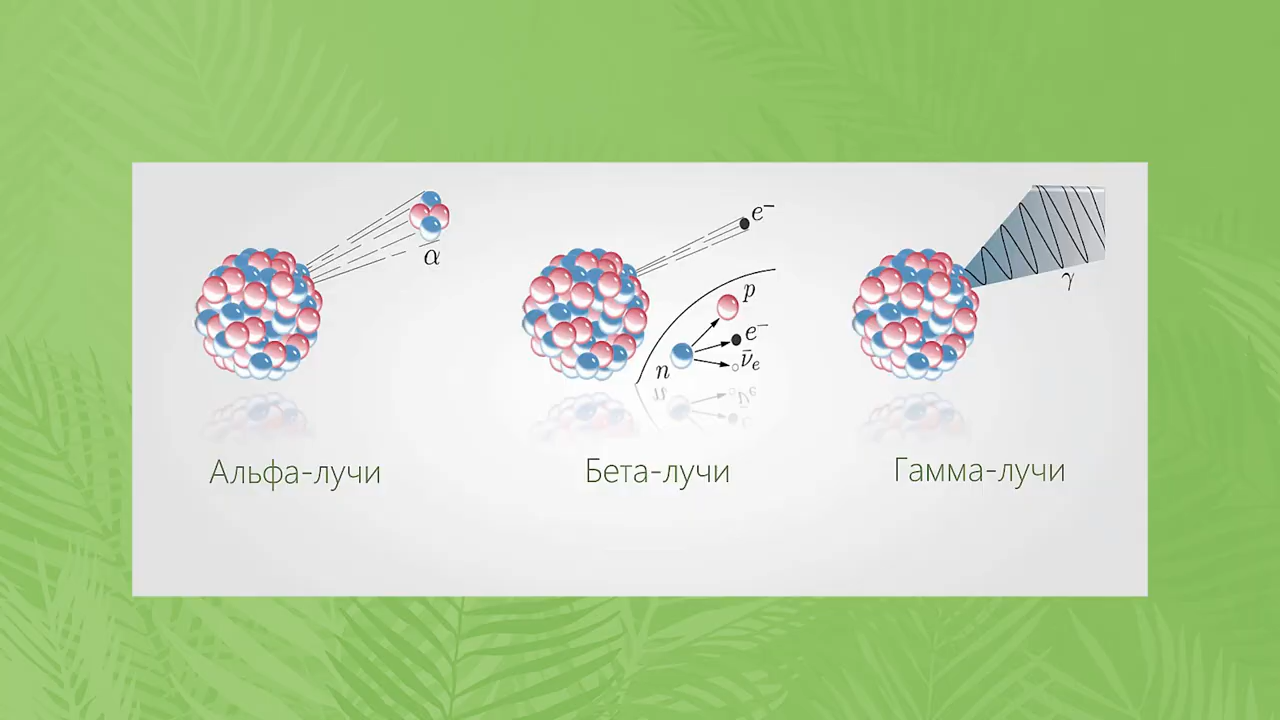 α
e⁻
p
e⁻
n
ν̄ₑ
γ
Альфа-лучи
Бета-лучи
Гамма-лучи